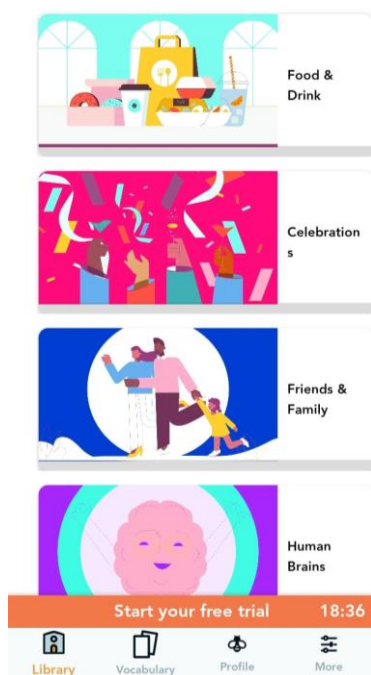 Food &
Drink
Celebration
s
Friends &
Family
Human
Brains
Start your free trial 18:36
Library Vocabulary Profile More